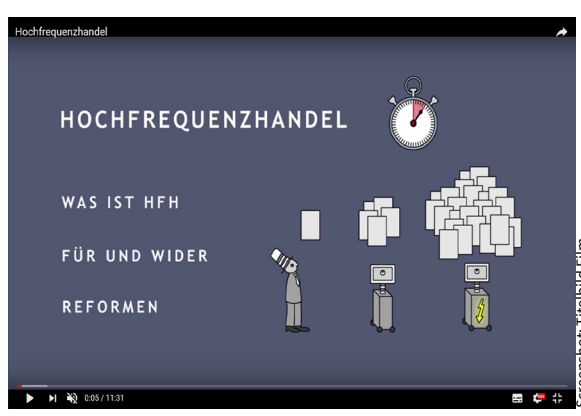 Hochfrequenzhandel
HOCHFREQUENZHANDEL
WAS IST HFH
FÜR UND WIDER
REFORMEN
0:05 / 11:31
Screenshot: Titelbild Film